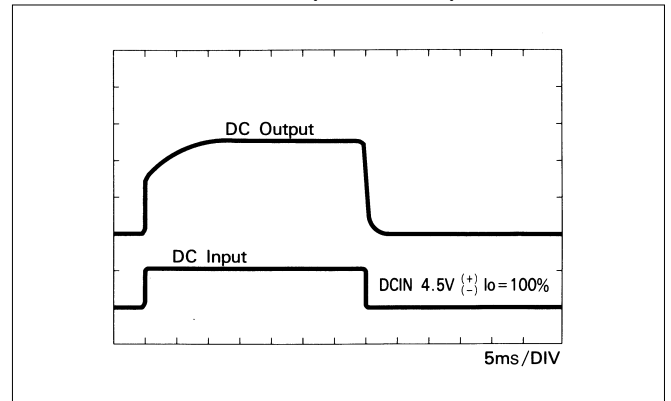 DC Output
DC Input
DCIN 4.5V (+) (−) Io=100%
5ms/DIV